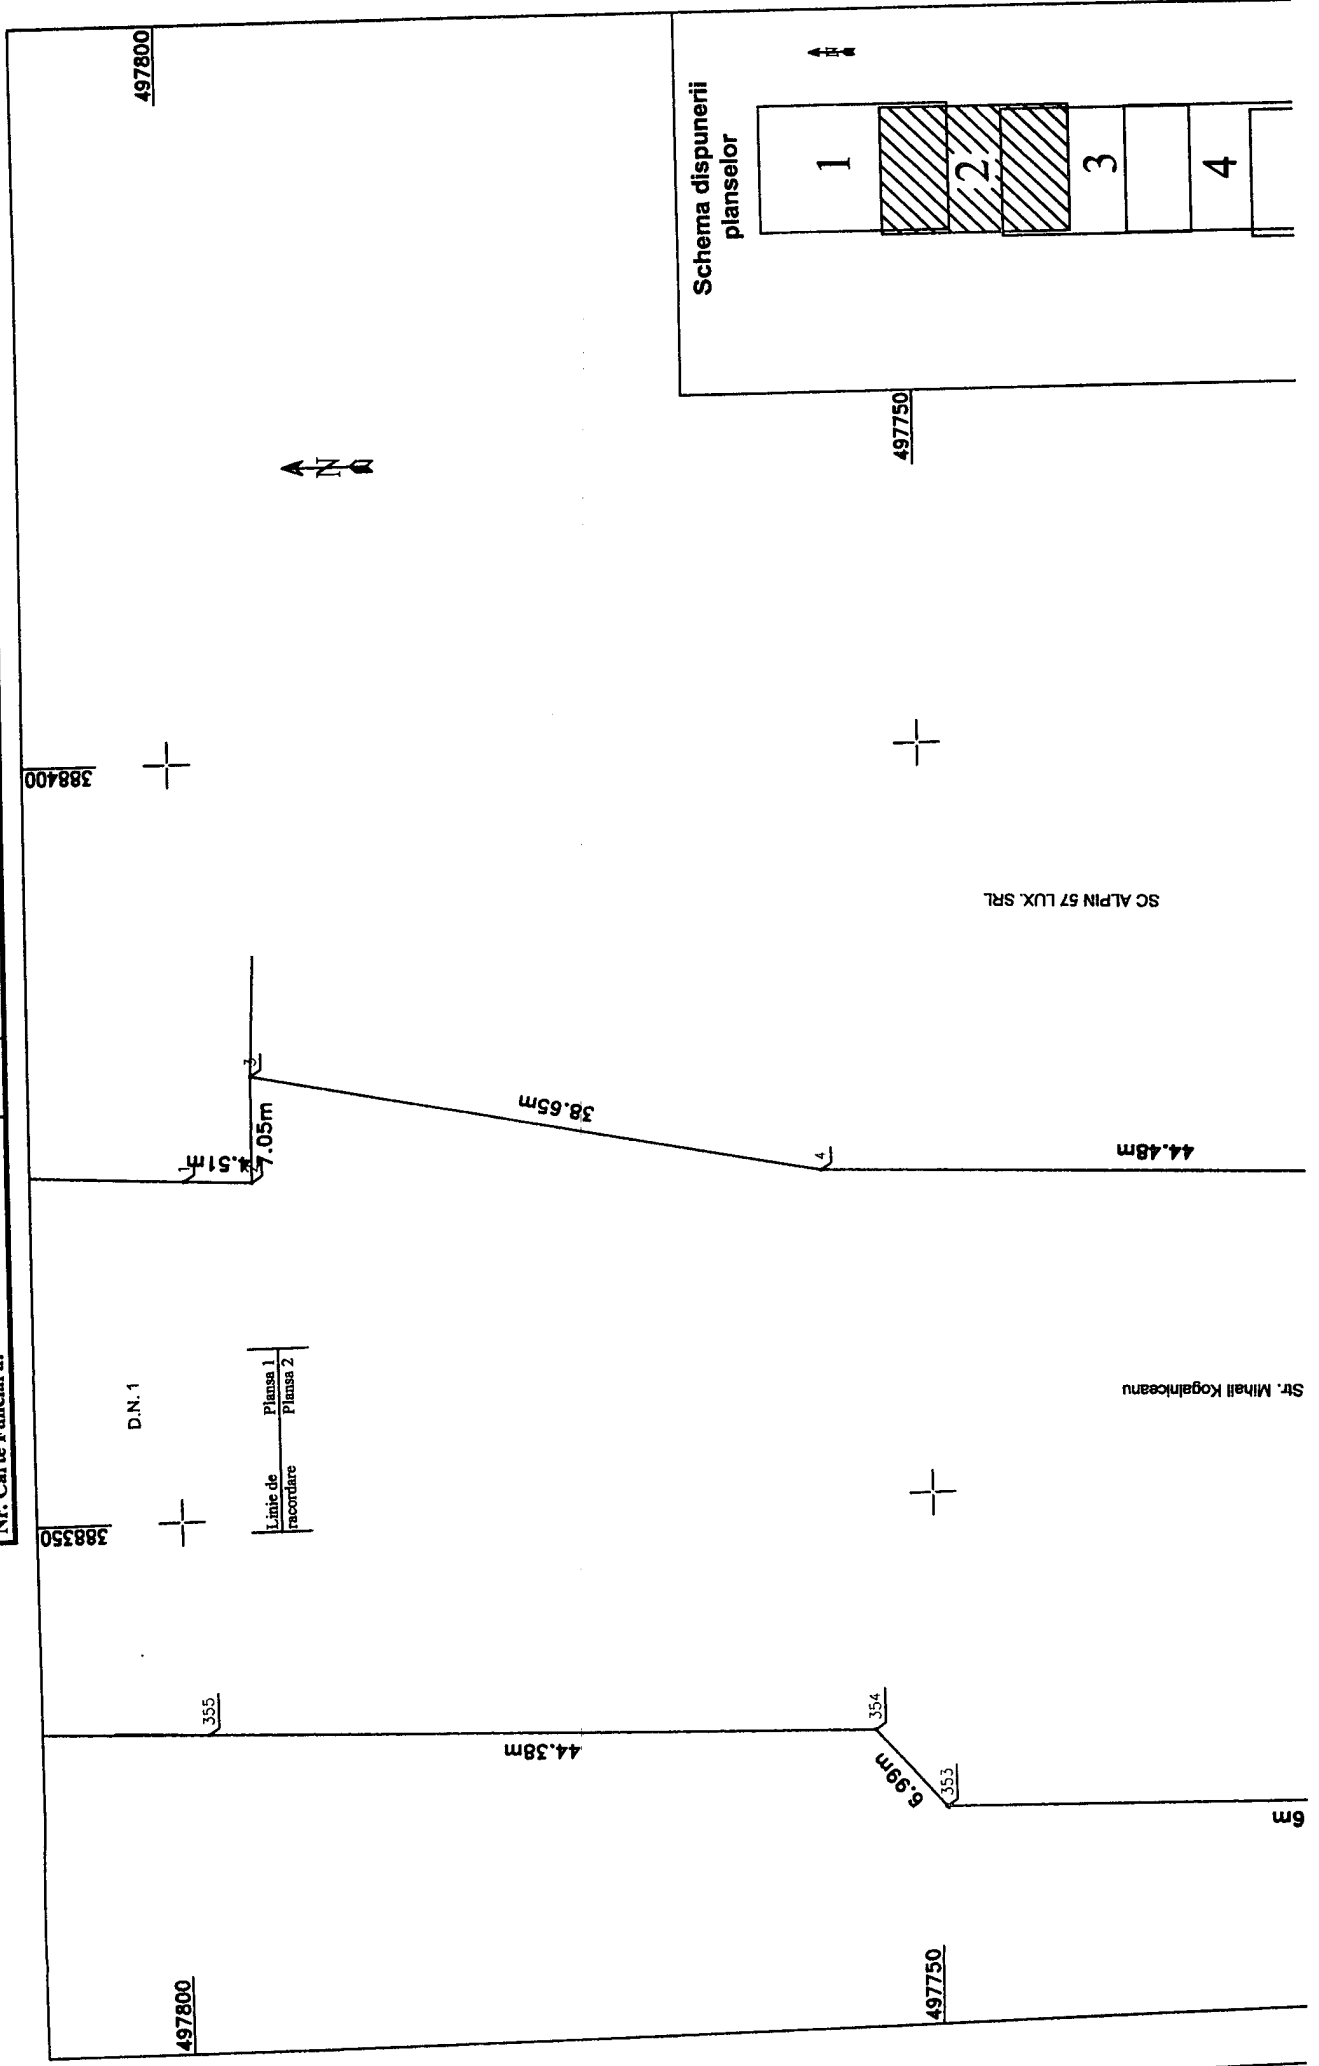 Nr. Carte Funciara:
497800
388400
388350
Schema dispunerii
planselor
N
1
2
3
4
N
497750
D.N. 1
Linie de
racordare
Plansa 1
Plansa 2
1
4.51m
7.05m
3
38.65m
4
44.48m
SC ALPIN 57 LUX. SRL
Str. Mihail Kogalniceanu
355
44.38m
354
6.99m
353
6m
497800
497750